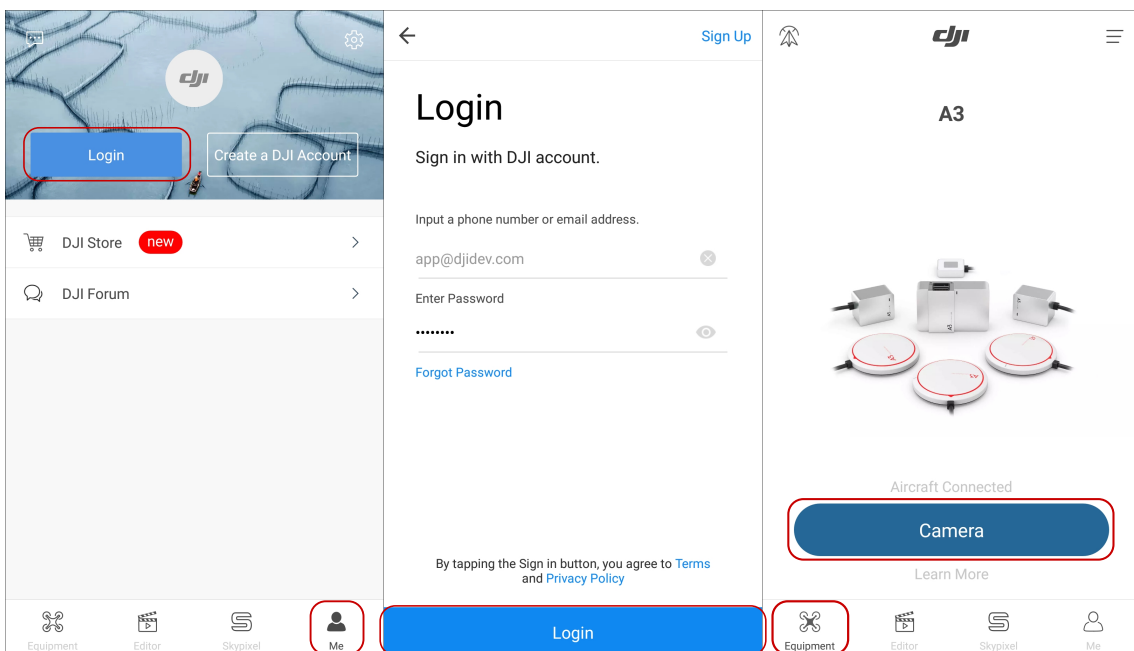 dji
Login
Create a DJI Account
DJI Store
new
DJI Forum
Equipment
Editor
Skypixel
Me
Sign Up
Login
Sign in with DJI account.
Input a phone number or email address.
app@djidev.com
Enter Password
••••••••
Forgot Password
By tapping the Sign in button, you agree to Terms
and Privacy Policy
Login
dji
A3
Aircraft Connected
Camera
Learn More
Equipment
Editor
Skypixel
Me